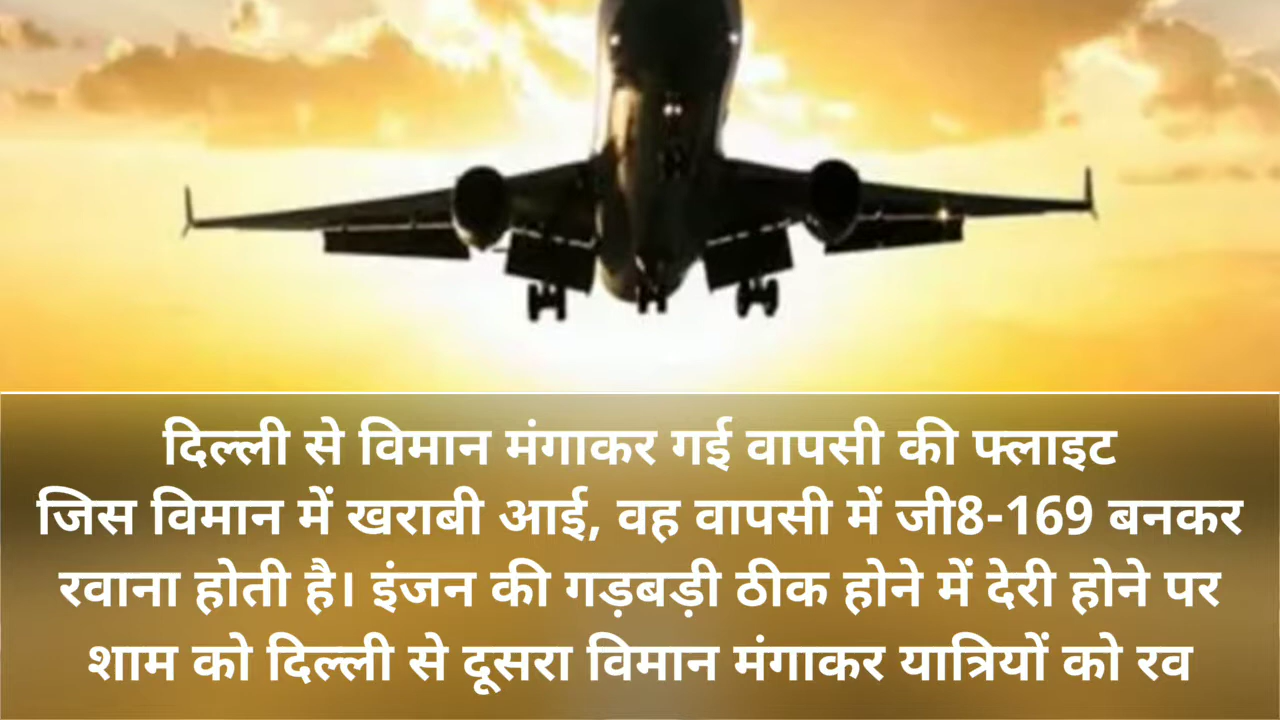 दिल्ली से विमान मंगाकर गई वापसी की फ्लाइट
जिस विमान में खराबी आई, वह वापसी में जी8-169 बनकर
रवाना होती है। इंजन की गड़बड़ी ठीक होने में देरी होने पर
शाम को दिल्ली से दूसरा विमान मंगाकर यात्रियों को रव